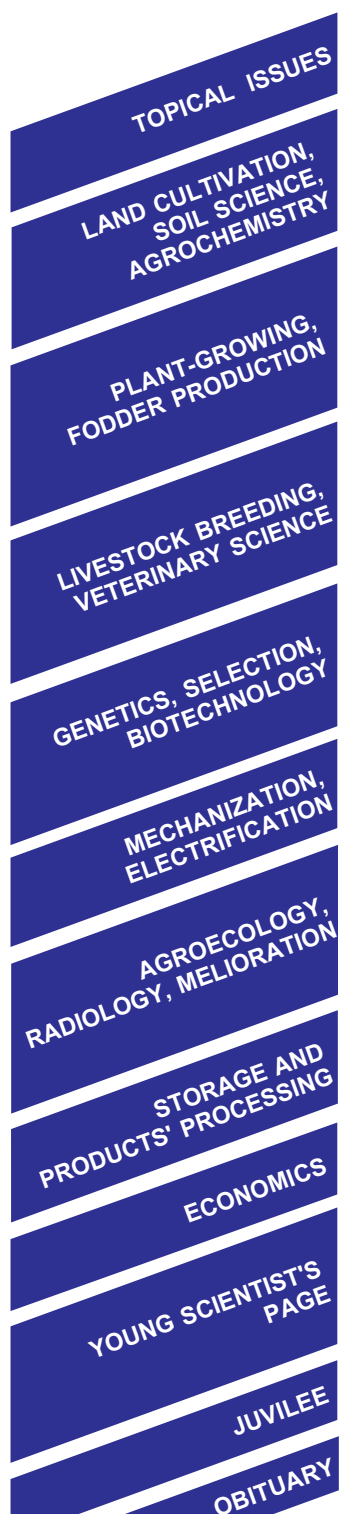 TOPICAL ISSUES
LAND CULTIVATION,
SOIL SCIENCE,
AGROCHEMISTRY
PLANT-GROWING,
FODDER PRODUCTION
LIVESTOCK BREEDING,
VETERINARY SCIENCE
GENETICS, SELECTION,
BIOTECHNOLOGY
MECHANIZATION,
ELECTRIFICATION
AGROECOLOGY,
RADIOLOGY, MELIORATION
STORAGE AND
PRODUCTS' PROCESSING
ECONOMICS
YOUNG SCIENTIST'S
PAGE
JUVILEE
OBITUARY